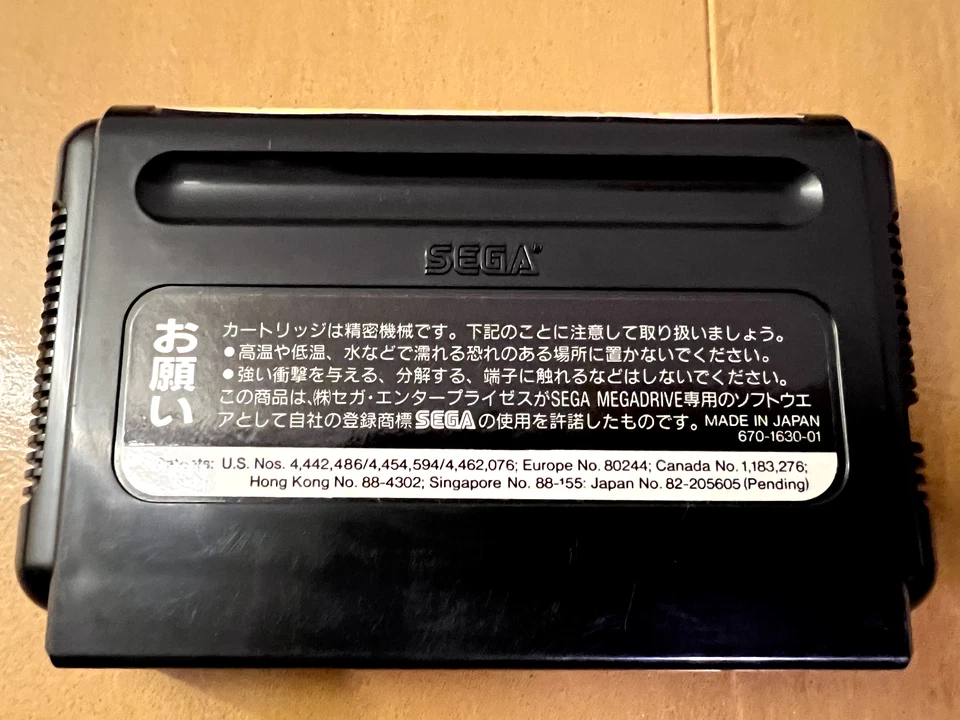 SEGA
お願い
カートリッジは精密機械です。下記のことに注意して取り扱いましょう。
●高温や低温、水などで濡れる恐れのある場所に置かないでください。
●強い衝撃を与える、分解する、端子に触れるなどはしないでください。
この商品は、㈱セガ・エンタープライゼスがSEGA MEGADRIVE専用のソフトウエ
アとして自社の登録商標SEGAの使用を許諾したものです。MADE IN JAPAN
670-1630-01
Patents: U.S. Nos. 4,442,486/4,454,594/4,462,076; Europe No. 80244; Canada No. 1,183,276;
Hong Kong No. 88-4302; Singapore No. 88-155: Japan No. 82-205605 (Pending)